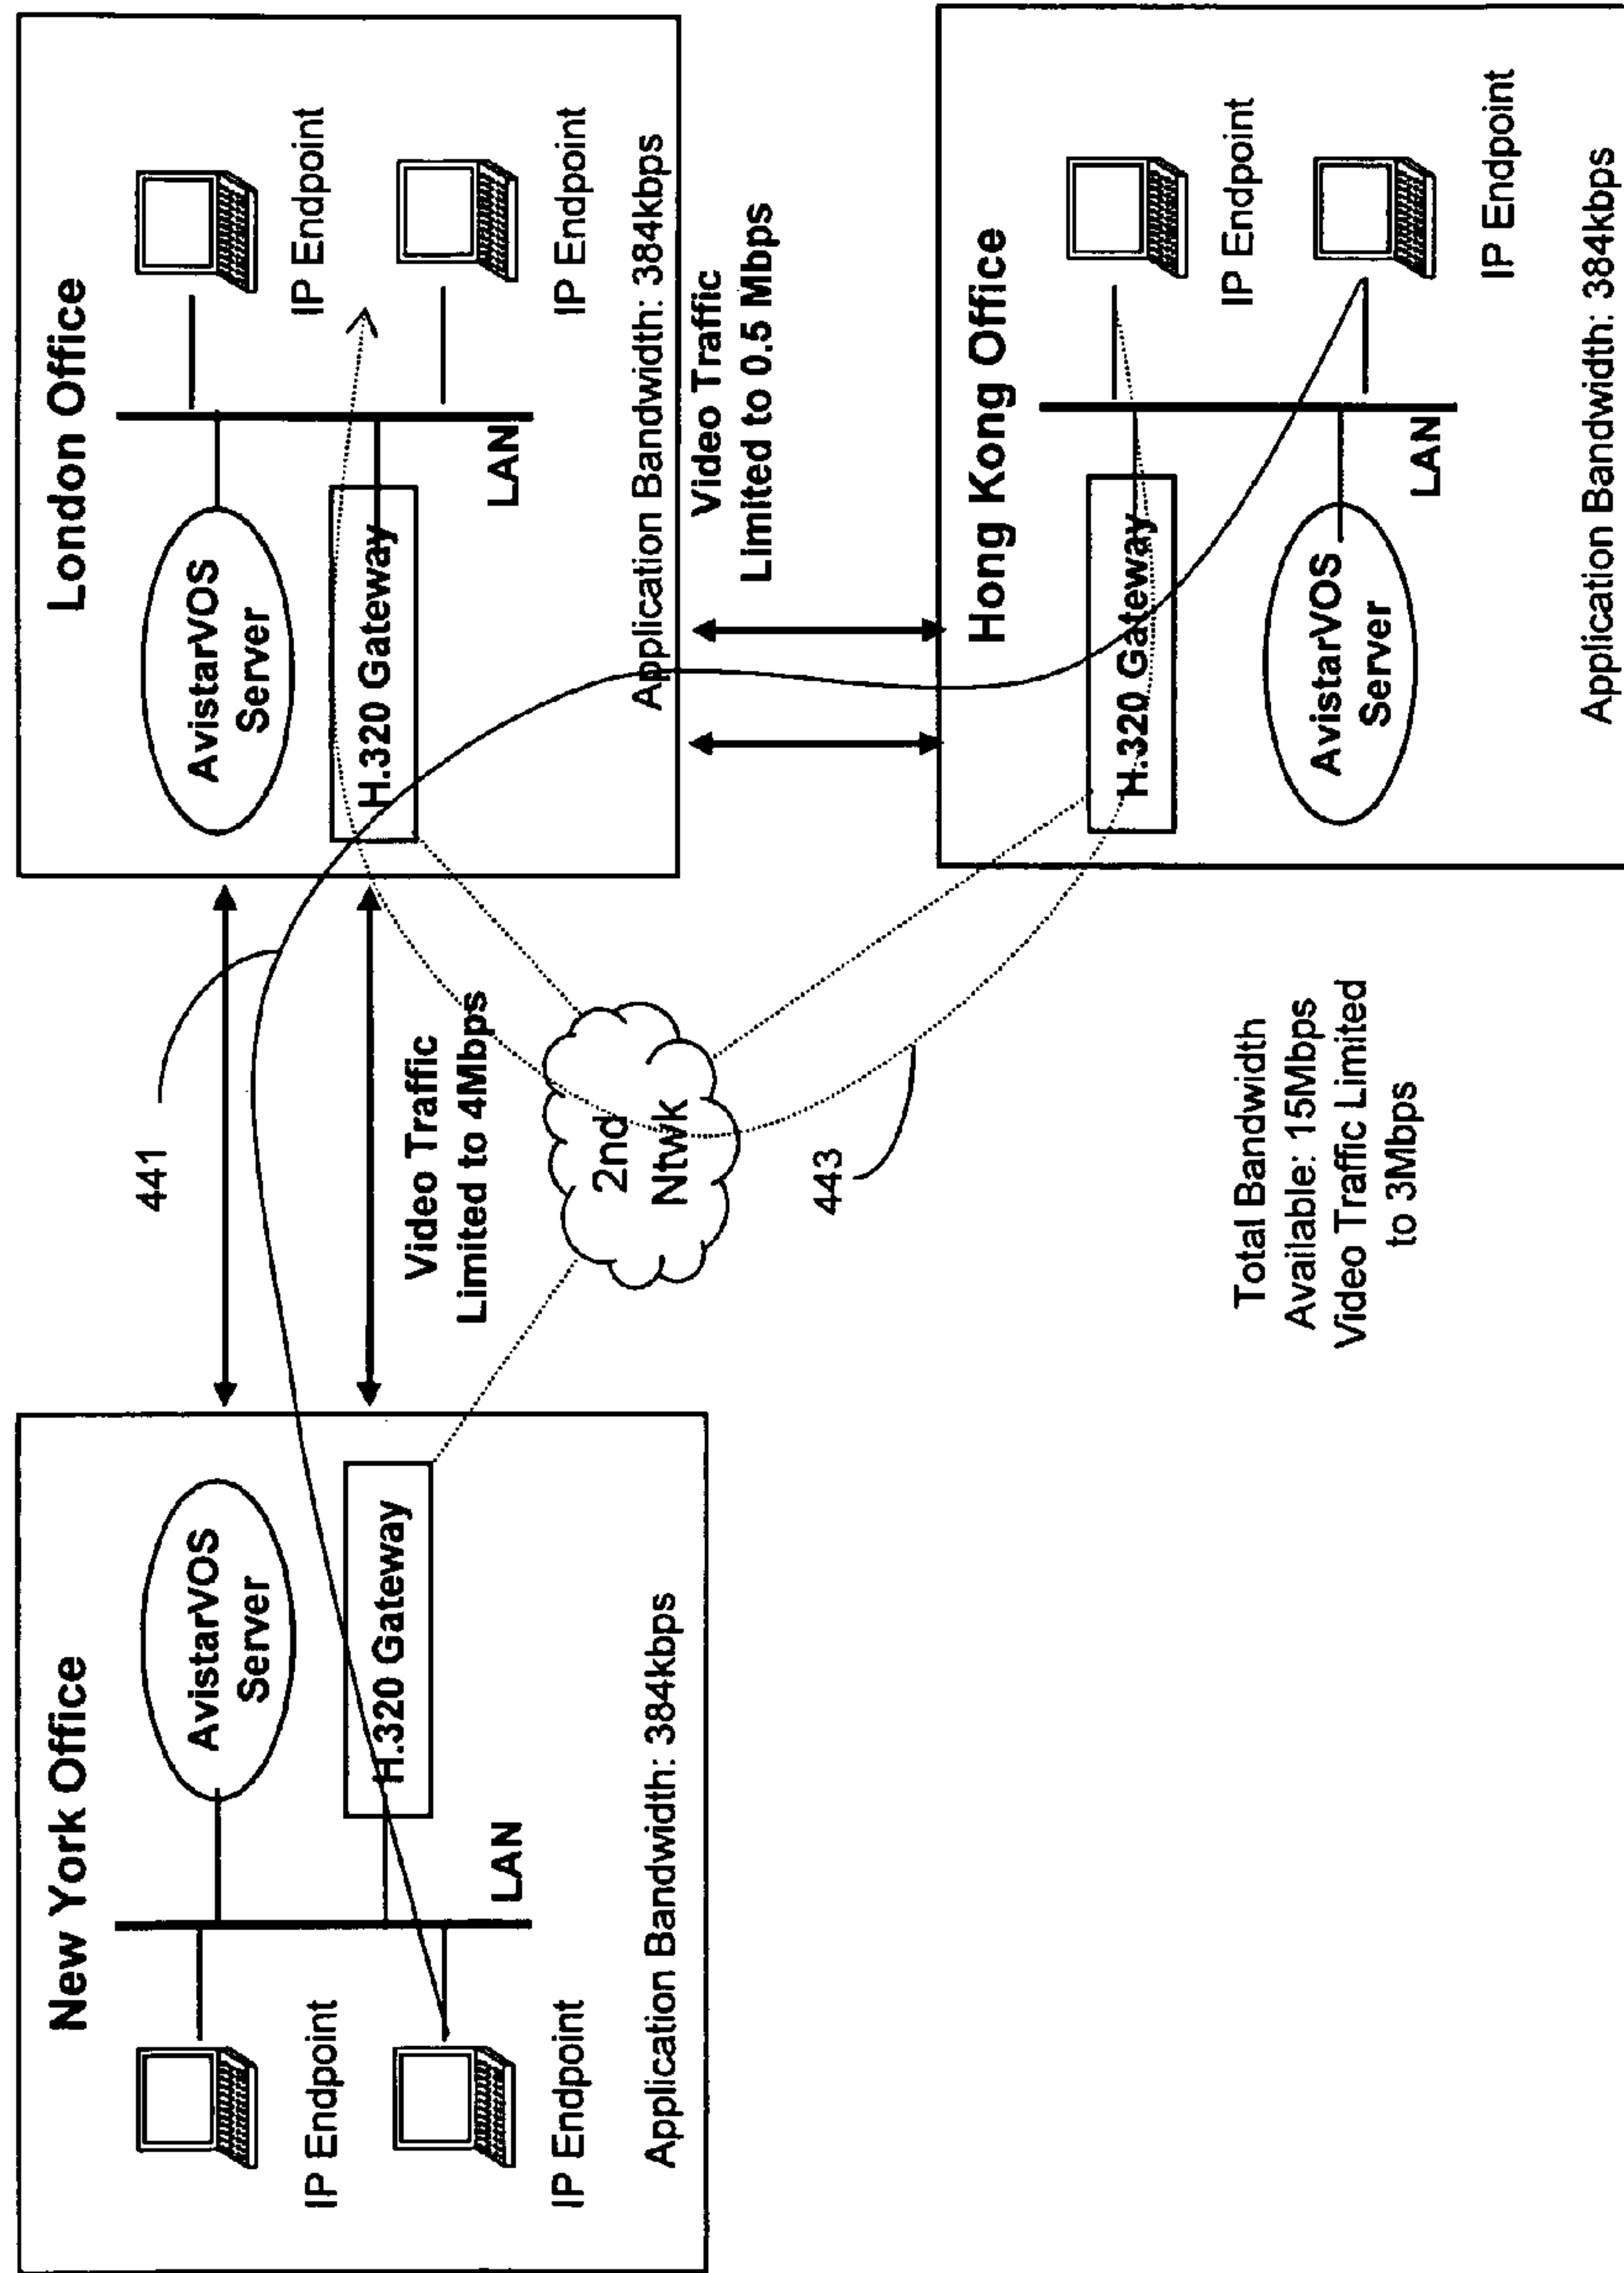 New York Office
AvistarVOS
Server
H.320 Gateway
LAN
IP Endpoint
IP Endpoint
Application Bandwidth: 384kbps
441
Video Traffic
Limited to 4Mbps
2nd
Ntwk
443
Total Bandwidth
Available: 15Mbps
Video Traffic Limited
to 3Mbps
London Office
AvistarVOS
Server
H.320 Gateway
LAN
IP Endpoint
IP Endpoint
Application Bandwidth: 384kbps
Video Traffic
Limited to 0.5 Mbps
Hong Kong Office
H.320 Gateway
AvistarVOS
Server
LAN
IP Endpoint
IP Endpoint
Application Bandwidth: 384kbps